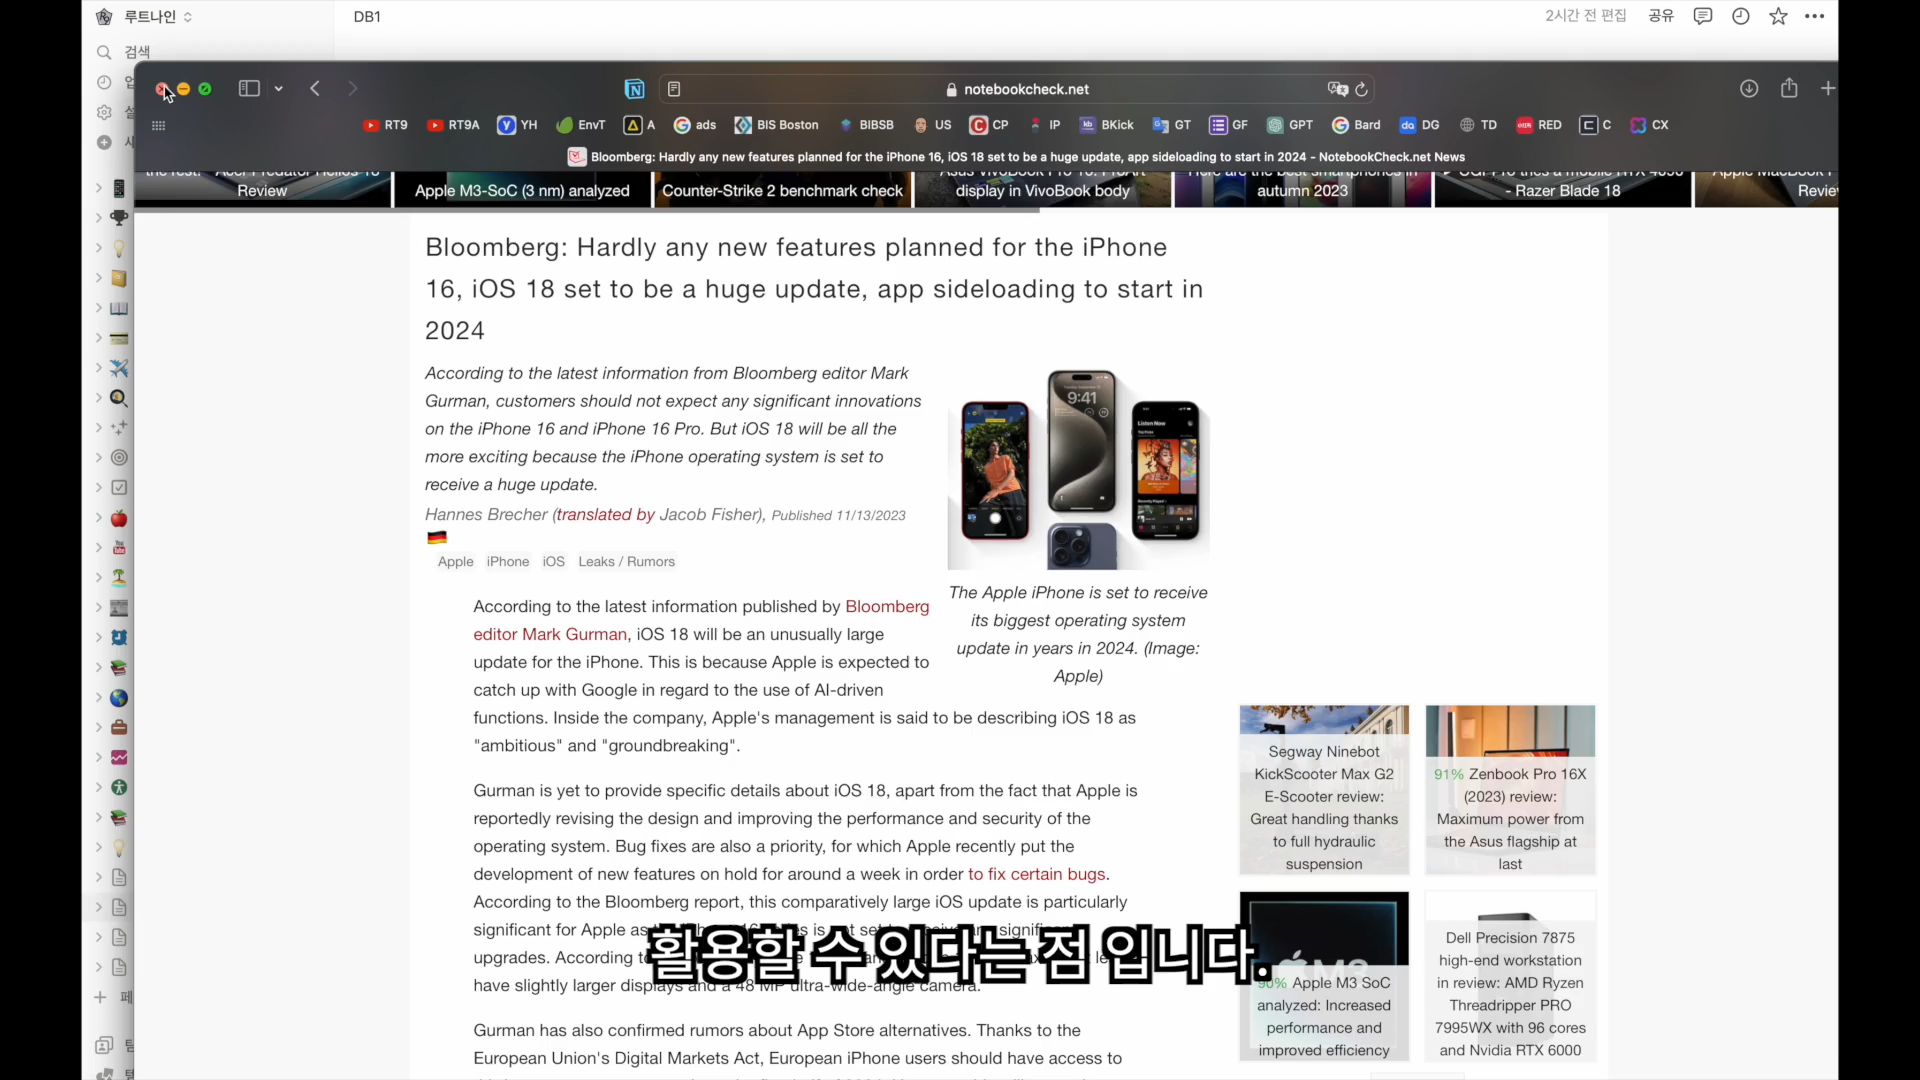 루트나인
DB1
2시간 전 편집
공유
검색
notebookcheck.net
RT9
RT9A
YH
EnvT
A
ads
BIS Boston
BIBSB
US
CP
IP
BKick
GT
GF
GPT
Bard
DG
TD
RED
C
CX
Bloomberg: Hardly any new features planned for the iPhone 16, iOS 18 set to be a huge update, app sideloading to start in 2024 - NotebookCheck.net News
Review
Apple M3-SoC (3 nm) analyzed
Counter-Strike 2 benchmark check
display in VivoBook body
autumn 2023
- Razer Blade 18
Bloomberg: Hardly any new features planned for the iPhone
16, iOS 18 set to be a huge update, app sideloading to start in
2024
According to the latest information from Bloomberg editor Mark
Gurman, customers should not expect any significant innovations
on the iPhone 16 and iPhone 16 Pro. But iOS 18 will be all the
more exciting because the iPhone operating system is set to
receive a huge update.
Hannes Brecher (translated by Jacob Fisher), Published 11/13/2023
Apple iPhone iOS Leaks / Rumors
9:41
Listen Now
The Apple iPhone is set to receive
its biggest operating system
update in years in 2024. (Image:
Apple)
According to the latest information published by Bloomberg
editor Mark Gurman, iOS 18 will be an unusually large
update for the iPhone. This is because Apple is expected to
catch up with Google in regard to the use of AI-driven
functions. Inside the company, Apple's management is said to be describing iOS 18 as
"ambitious" and "groundbreaking".
Gurman is yet to provide specific details about iOS 18, apart from the fact that Apple is
reportedly revising the design and improving the performance and security of the
operating system. Bug fixes are also a priority, for which Apple recently put the
development of new features on hold for around a week in order to fix certain bugs.
According to the Bloomberg report, this comparatively large iOS update is particularly
significant for Apple as
upgrades. According
have slightly larger displays and a 48 MP ultra-wide-angle camera.
Gurman has also confirmed rumors about App Store alternatives. Thanks to the
European Union's Digital Markets Act, European iPhone users should have access to
활용할 수 있다는 점 입니다.
Segway Ninebot
KickScooter Max G2
E-Scooter review:
Great handling thanks
to full hydraulic
suspension
91% Zenbook Pro 16X
(2023) review:
Maximum power from
the Asus flagship at
last
M3
90% Apple M3 SoC
analyzed: Increased
performance and
improved efficiency
Dell Precision 7875
high-end workstation
in review: AMD Ryzen
Threadripper PRO
7995WX with 96 cores
and Nvidia RTX 6000